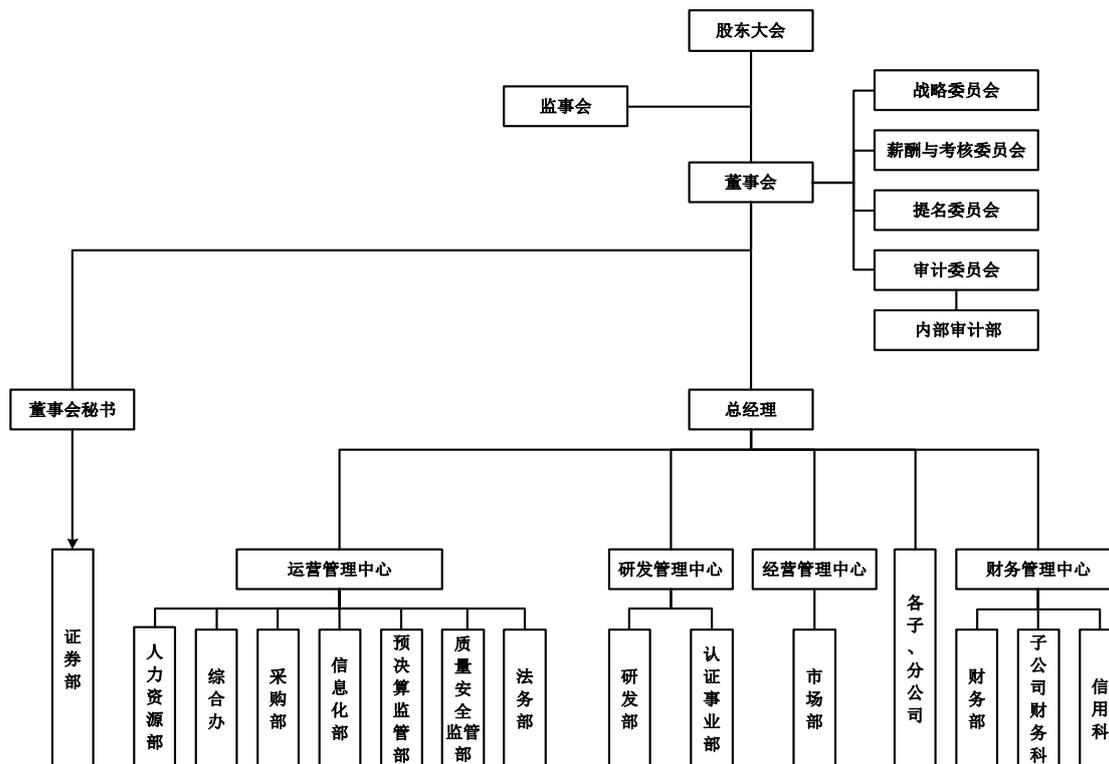 股东大会
监事会
战略委员会
薪酬与考核委员会
董事会
提名委员会
审计委员会
内部审计部
董事会秘书
总经理
运营管理中心
研发管理中心
经营管理中心
财务管理中心
证券部
人力资源部
综合办
采购部
信息化部
预决算监管部
质量安全监管部
法务部
研发部
认证事业部
市场部
各子、分公司
财务部
子公司财务科
信用科